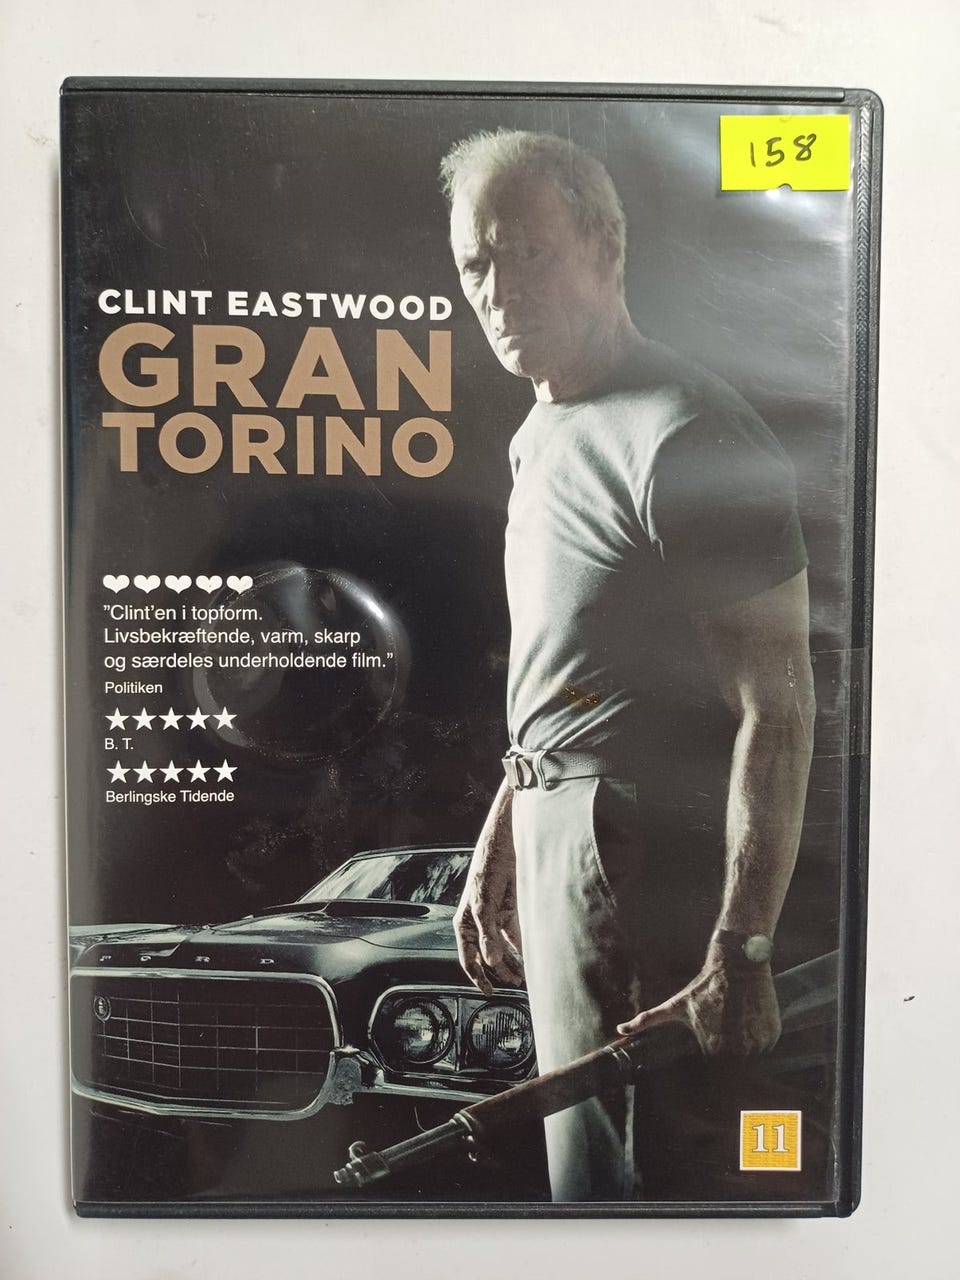 158
CLINT EASTWOOD
GRAN
TORINO
"Clint'en i topform.
Livsbekræftende, varm, skarp
og særdeles underholdende film."
Politiken
B. T.
Berlingske Tidende
FORD
11